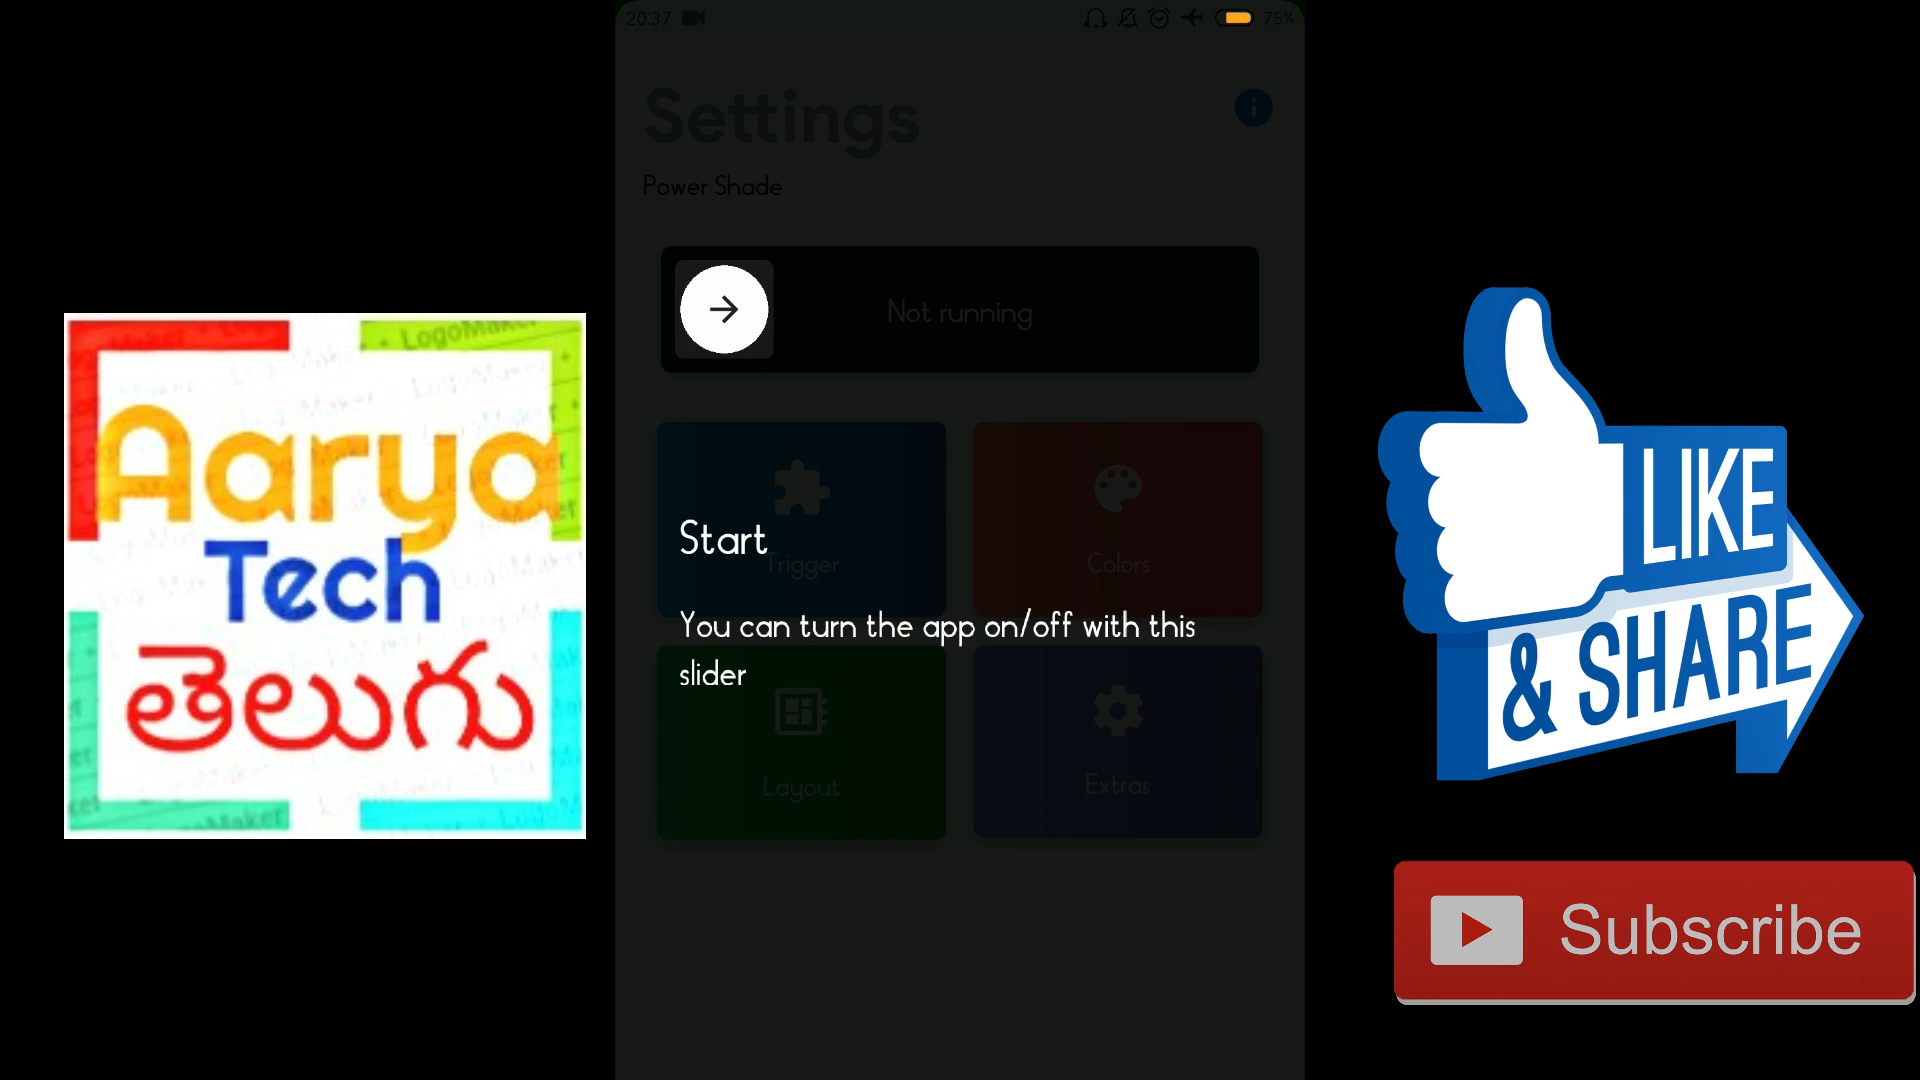 20:37
75%
Settings
Power Shade
Not running
Trigger
Colors
Start
You can turn the app on/off with this
slider
Layout
Extras
LogoMaker
Aarya
Tech
తెలుగు
LIKE
& SHARE
Subscribe